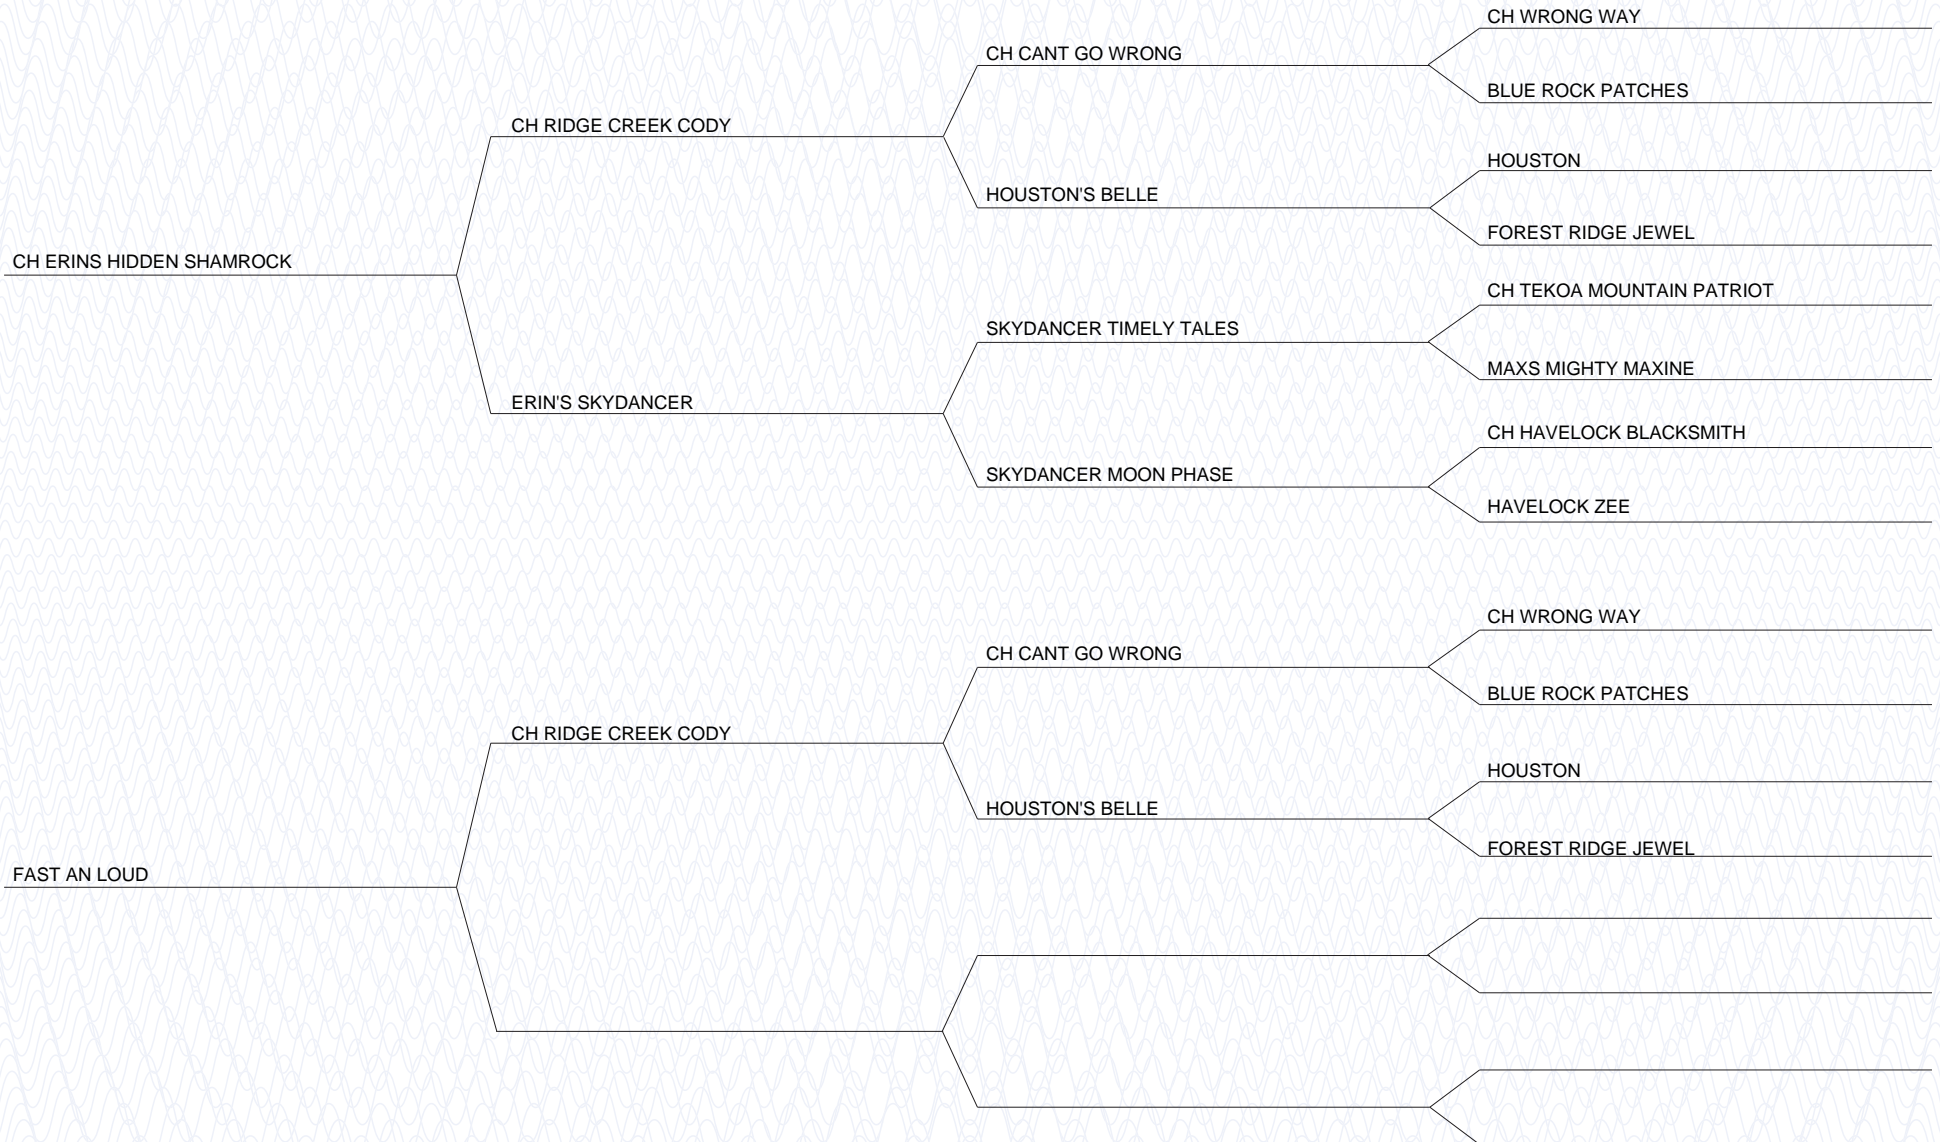 CH WRONG WAY
CH CANT GO WRONG
BLUE ROCK PATCHES
CH RIDGE CREEK CODY
HOUSTON
HOUSTON'S BELLE
FOREST RIDGE JEWEL
CH ERINS HIDDEN SHAMROCK
CH TEKOA MOUNTAIN PATRIOT
SKYDANCER TIMELY TALES
MAXS MIGHTY MAXINE
ERIN'S SKYDANCER
CH HAVELOCK BLACKSMITH
SKYDANCER MOON PHASE
HAVELOCK ZEE
CH WRONG WAY
CH CANT GO WRONG
BLUE ROCK PATCHES
CH RIDGE CREEK CODY
HOUSTON
HOUSTON'S BELLE
FOREST RIDGE JEWEL
FAST AN LOUD